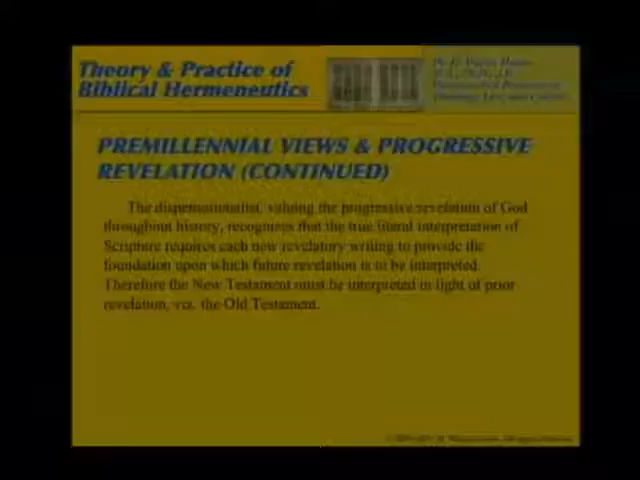 Theory & Practice of
Biblical Hermeneutics
PREMILLENNIAL VIEWS & PROGRESSIVE
REVELATION (CONTINUED)
The dispensationalist, valuing the progressive revelation of God
throughout history, recognizes that the true literal interpretation of
Scripture requires each new revelatory writing to provide the
foundation upon which future revelation is to be interpreted.
Therefore the New Testament must be interpreted in light of prior
revelation, viz. the Old Testament.